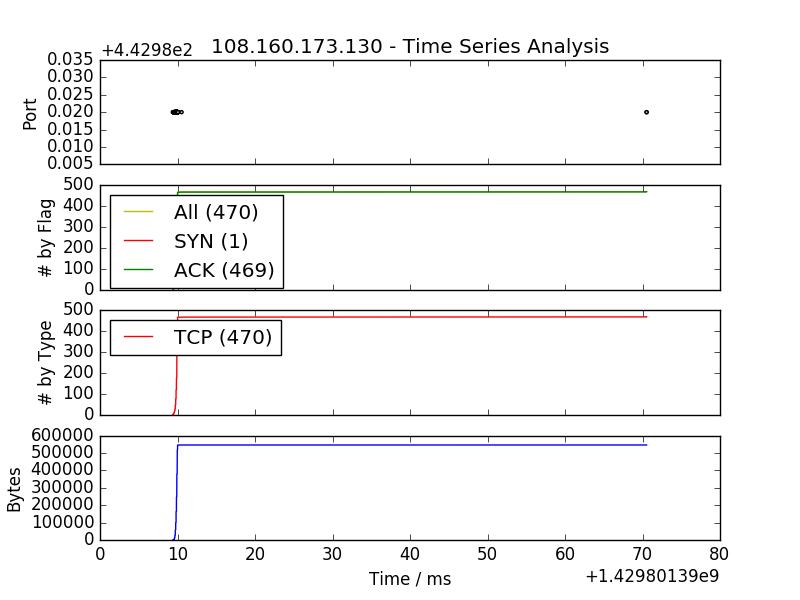 +4.4298e2 108.160.173.130 - Time Series Analysis
0.035
0.030
0.025
0.020
0.015
0.010
0.005
Port
500
400
300
200
100
0
# by Flag
All (470)
SYN (1)
ACK (469)
500
400
300
200
100
0
# by Type
TCP (470)
600000
500000
400000
300000
200000
100000
0
Bytes
0 10 20 30 40 50 60 70 80
Time / ms
+1.42980139e9